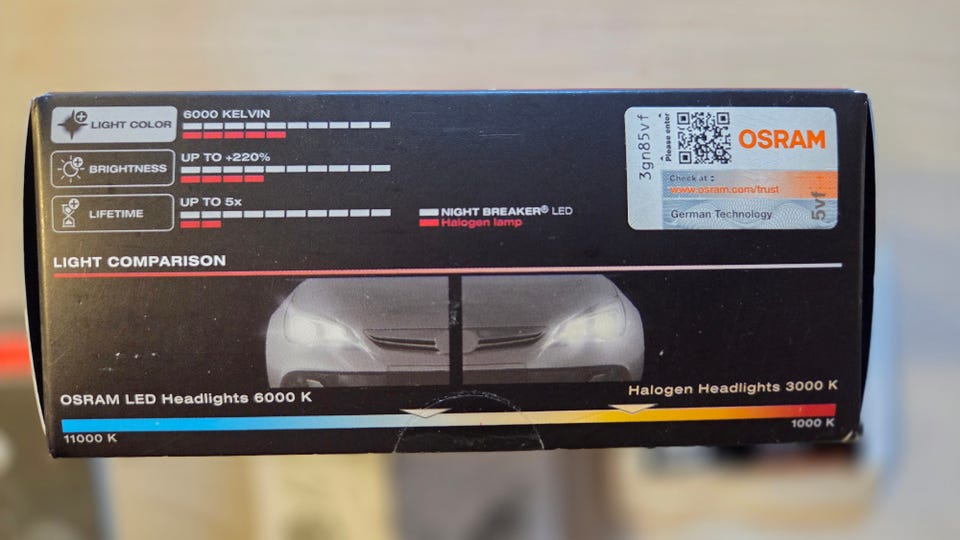 LIGHT COLOR
6000 KELVIN
BRIGHTNESS
UP TO +220%
LIFETIME
UP TO 5x
NIGHT BREAKER® LED
Halogen lamp
3gn85vf
Please enter
OSRAM
Check at :
www.osram.com/trust
German Technology
5vf
LIGHT COMPARISON
OSRAM LED Headlights 6000 K
Halogen Headlights 3000 K
11000 K
1000 K